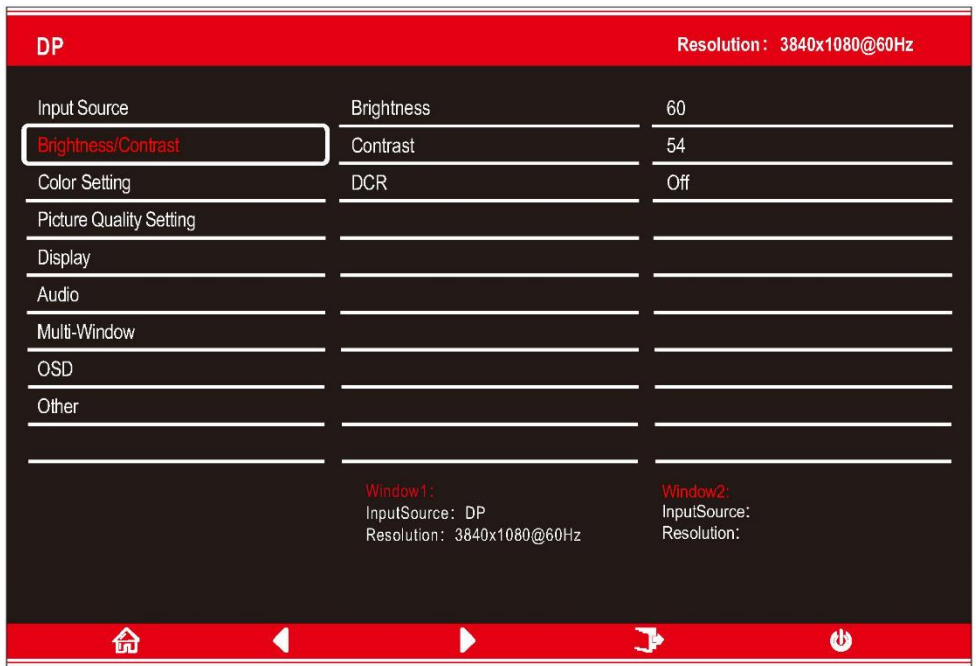 DP Resolution: 3840x1080@60Hz
Input Source Brightness 60
Brightness/Contrast Contrast 54
Color Setting DCR Off
Picture Quality Setting
Display
Audio
Multi-Window
OSD
Other
Window1: Window2:
InputSource: DP InputSource:
Resolution: 3840x1080@60Hz Resolution: